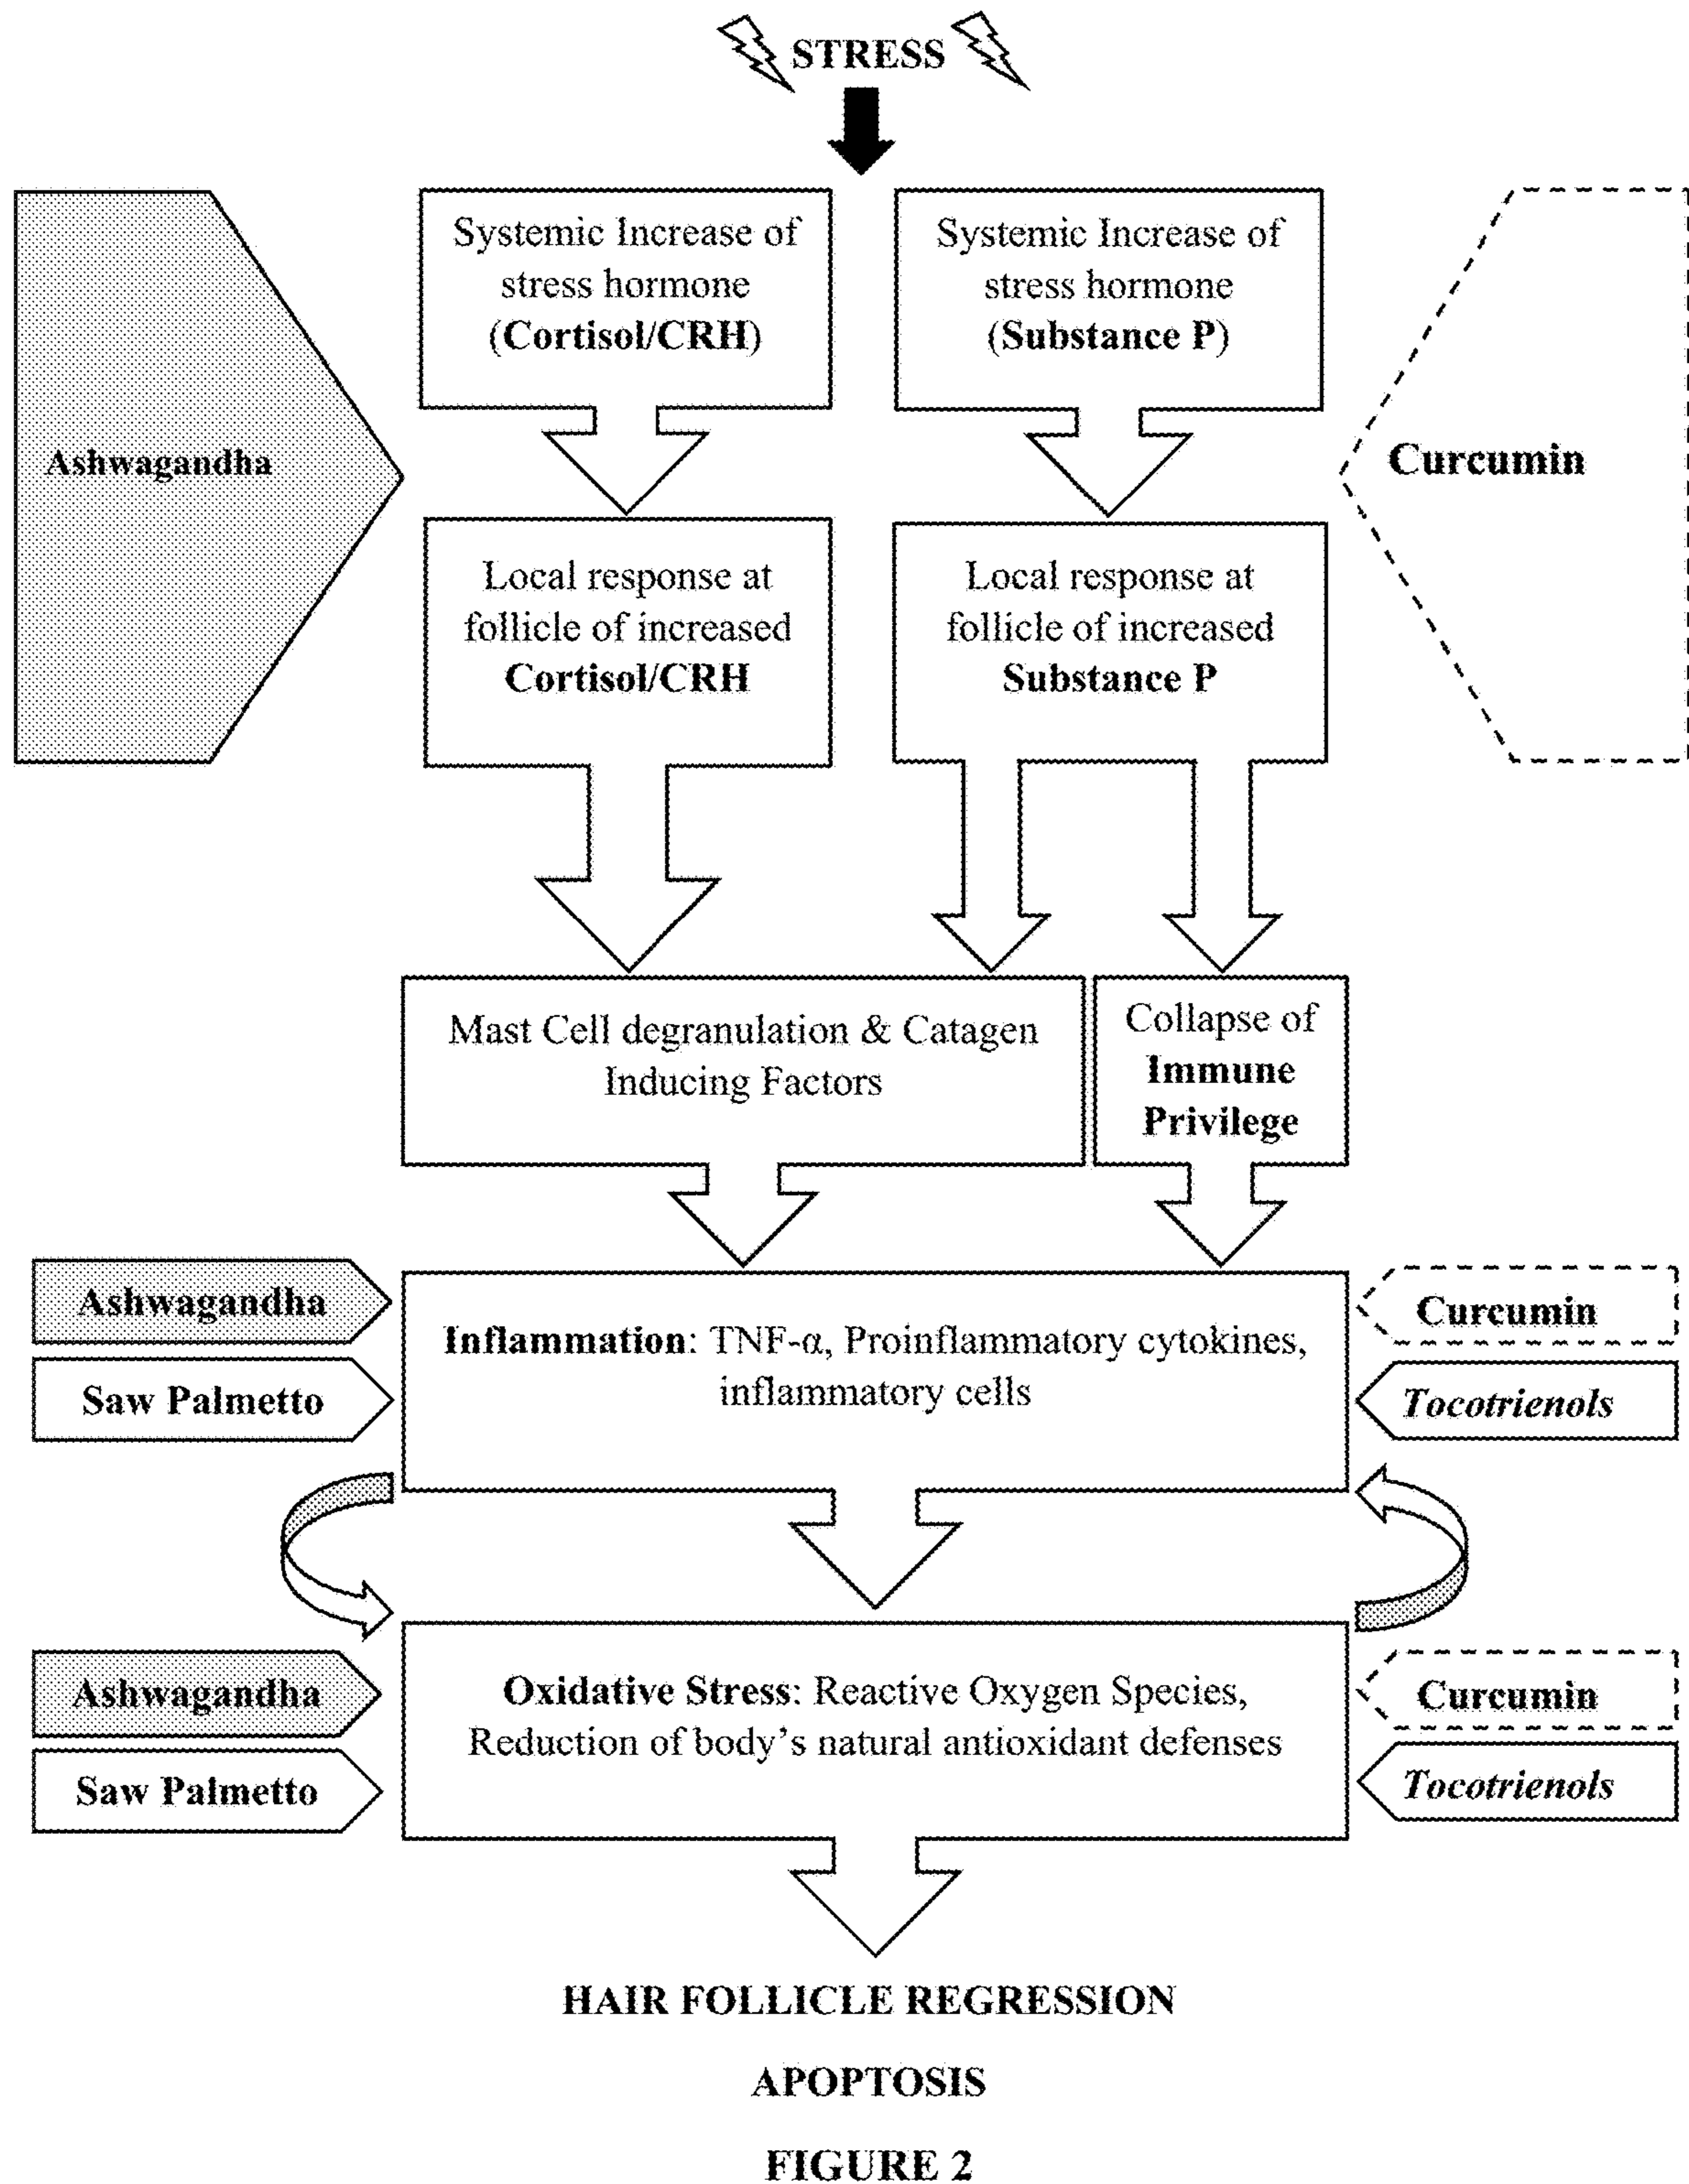 STRESS
Systemic Increase of
stress hormone
(Cortisol/CRH)
Systemic Increase of
stress hormone
(Substance P)
Ashwagandha
Curcumin
Local response at
follicle of increased
Cortisol/CRH
Local response at
follicle of increased
Substance P
Mast Cell degranulation & Catagen
Inducing Factors
Collapse of
Immune
Privilege
Ashwagandha
Saw Palmetto
Inflammation: TNF-α, Proinflammatory cytokines,
inflammatory cells
Curcumin
Tocotrienols
Ashwagandha
Saw Palmetto
Oxidative Stress: Reactive Oxygen Species,
Reduction of body's natural antioxidant defenses
Curcumin
Tocotrienols
HAIR FOLLICLE REGRESSION
APOPTOSIS
FIGURE 2